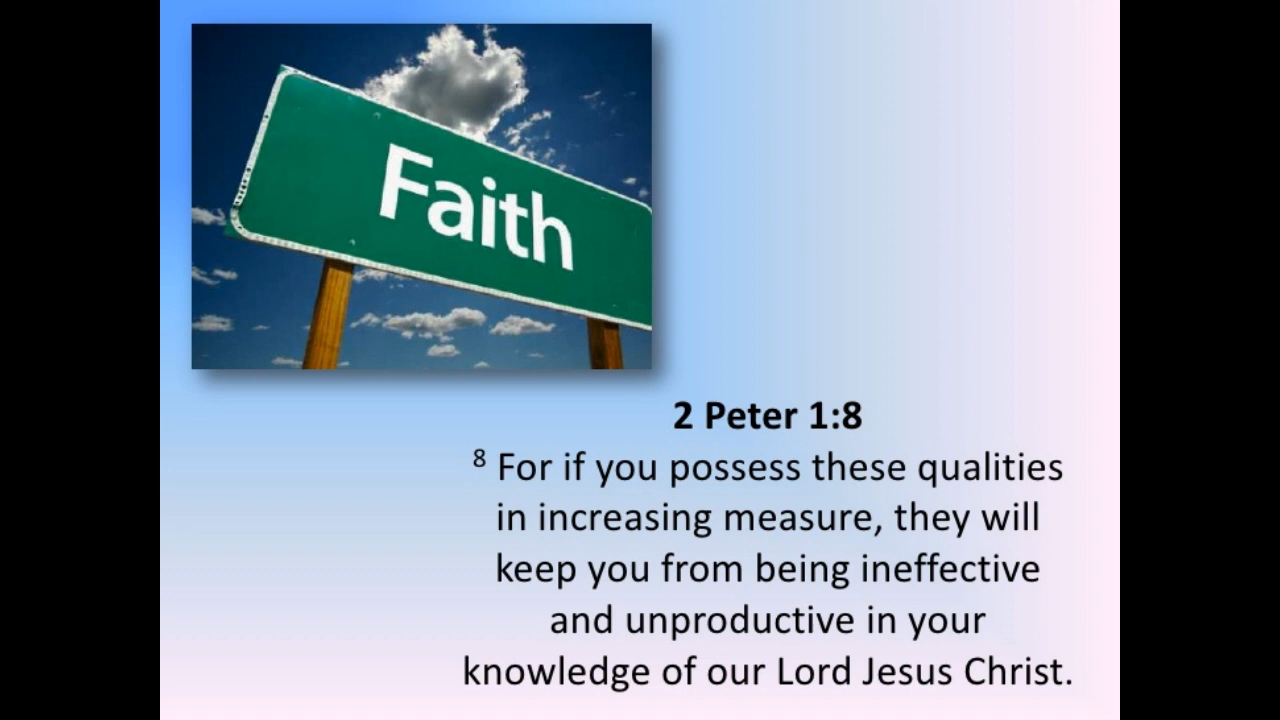 Faith
2 Peter 1:8
⁸ For if you possess these qualities
in increasing measure, they will
keep you from being ineffective
and unproductive in your
knowledge of our Lord Jesus Christ.